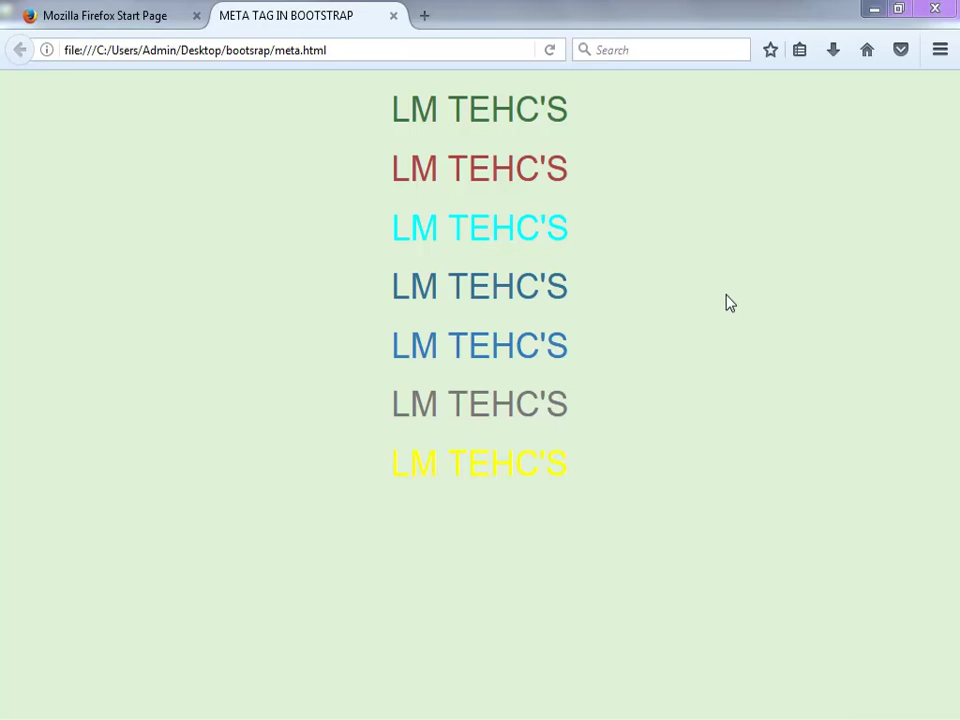 Mozilla Firefox Start Page
META TAG IN BOOTSTRAP
file:///C:/Users/Admin/Desktop/bootsrap/meta.html
Search
LM TEHC'S
LM TEHC'S
LM TEHC'S
LM TEHC'S
LM TEHC'S
LM TEHC'S
LM TEHC'S